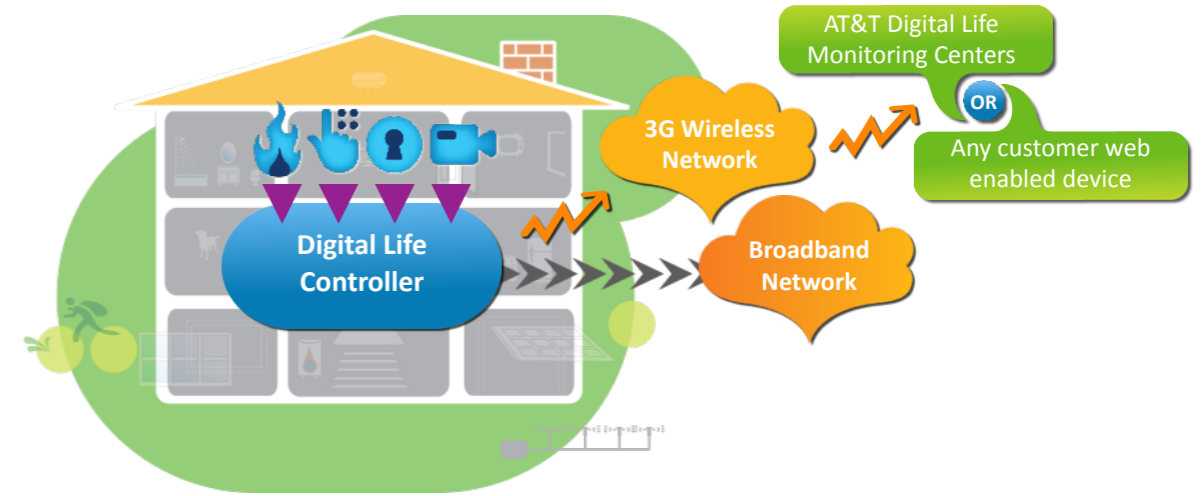 AT&T Digital Life
Monitoring Centers
OR
Any customer web
enabled device
3G Wireless
Network
Broadband
Network
Digital Life
Controller